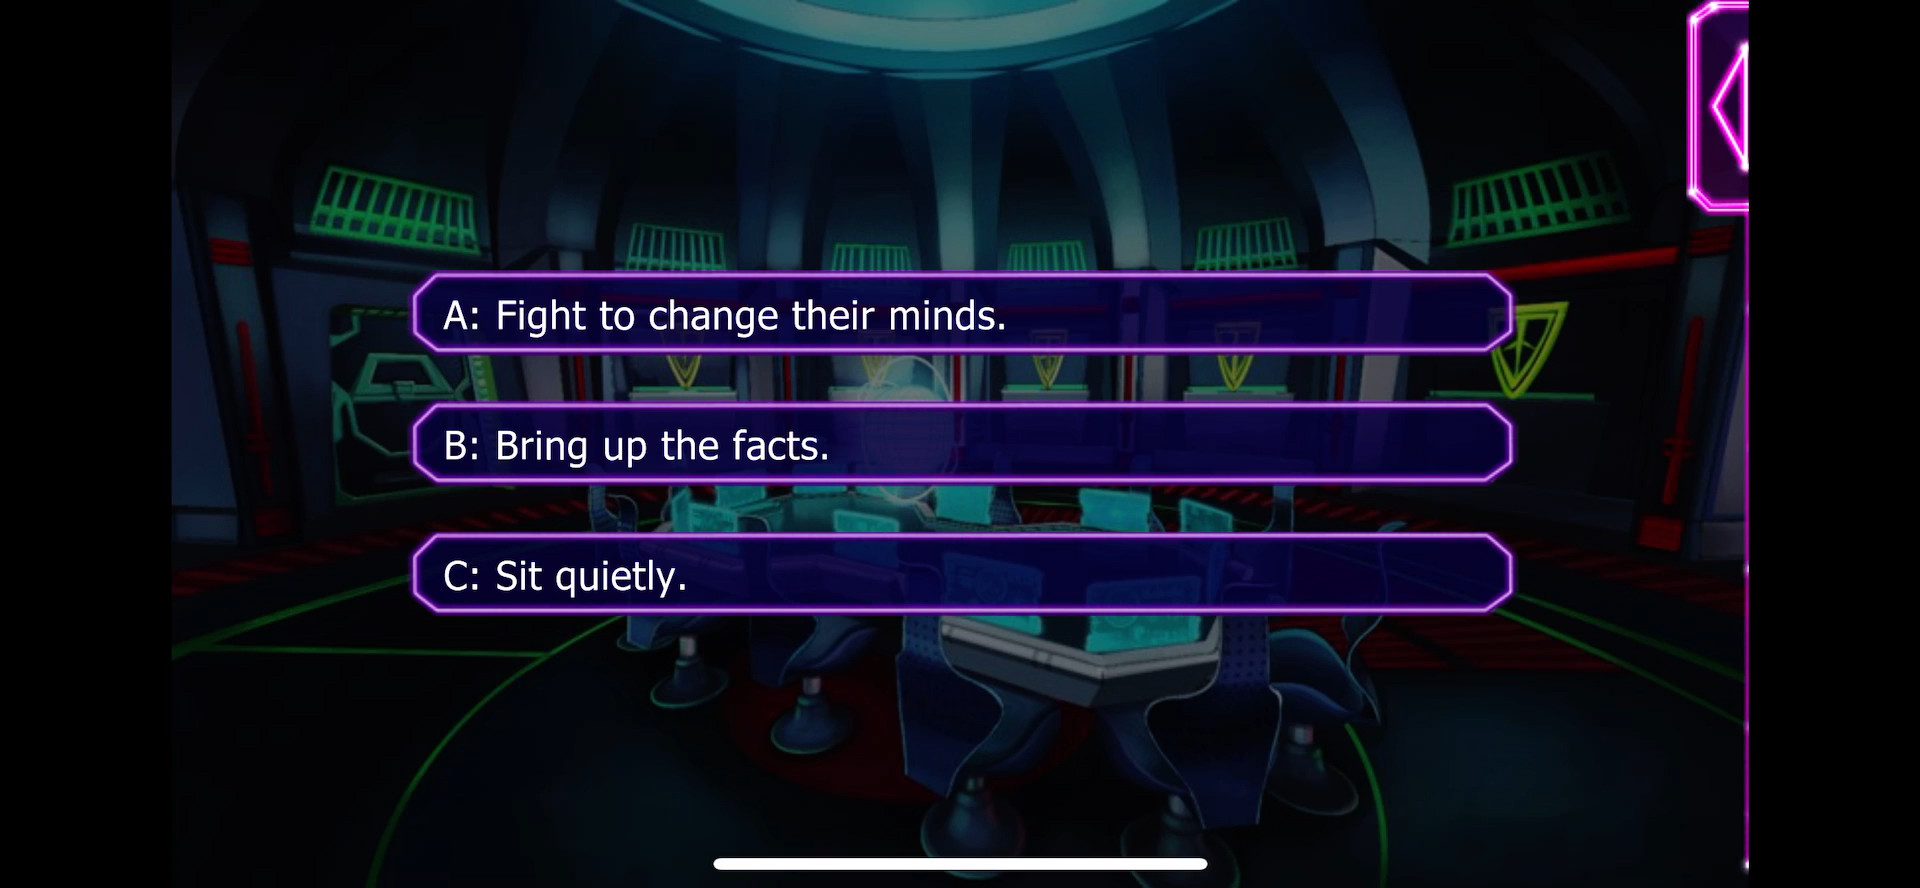 A: Fight to change their minds.
B: Bring up the facts.
C: Sit quietly.